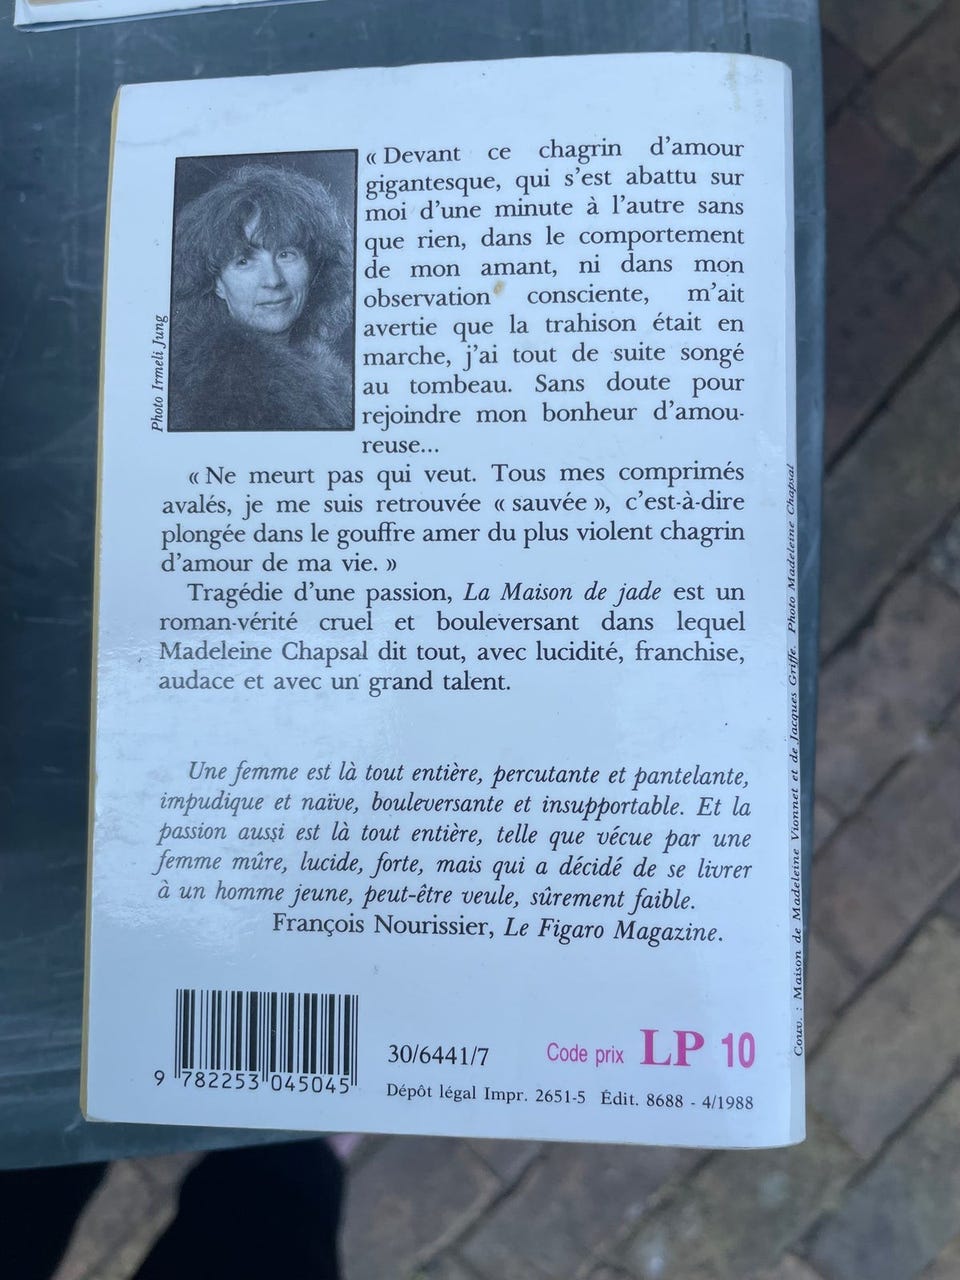 « Devant ce chagrin d'amour
gigantesque, qui s'est abattu sur
moi d'une minute à l'autre sans
que rien, dans le comportement
de mon amant, ni dans mon
observation consciente, m'ait
avertie que la trahison était en
marche, j'ai tout de suite songé
au tombeau. Sans doute pour
rejoindre mon bonheur d'amou-
reuse...
Photo Irmeli Jung
« Ne meurt pas qui veut. Tous mes comprimés
avalés, je me suis retrouvée « sauvée », c'est-à-dire
plongée dans le gouffre amer du plus violent chagrin
d'amour de ma vie. »
Tragédie d'une passion, La Maison de jade est un
roman-vérité cruel et bouleversant dans lequel
Madeleine Chapsal dit tout, avec lucidité, franchise,
audace et avec un grand talent.
Une femme est là tout entière, percutante et pantelante,
impudique et naïve, bouleversante et insupportable. Et la
passion aussi est là tout entière, telle que vécue par une
femme mûre, lucide, forte, mais qui a décidé de se livrer
à un homme jeune, peut-être veule, sûrement faible.
François Nourissier, Le Figaro Magazine.
Couv. : Maison de Madeleine Vionnet et de Jacques Griffe. Photo Madeleine Chapsal
9 782253 045045
30/6441/7
Code prix LP 10
Dépôt légal Impr. 2651-5 Édit. 8688 - 4/1988